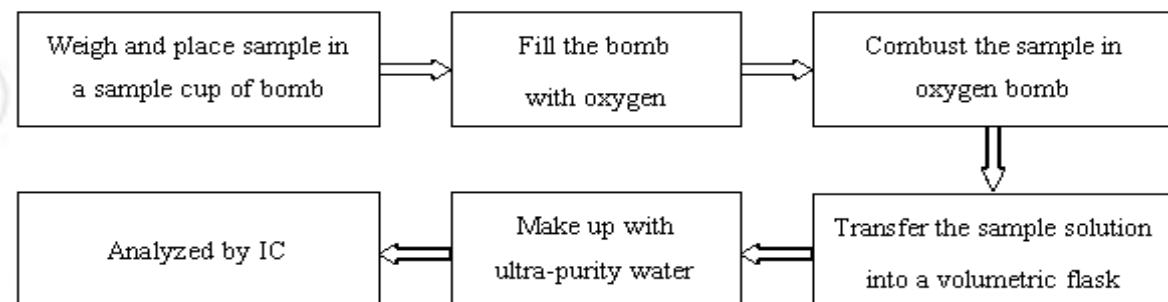 Weigh and place sample in
a sample cup of bomb
Fill the bomb
with oxygen
Combust the sample in
oxygen bomb
Transfer the sample solution
into a volumetric flask
Make up with
ultra-purity water
Analyzed by IC